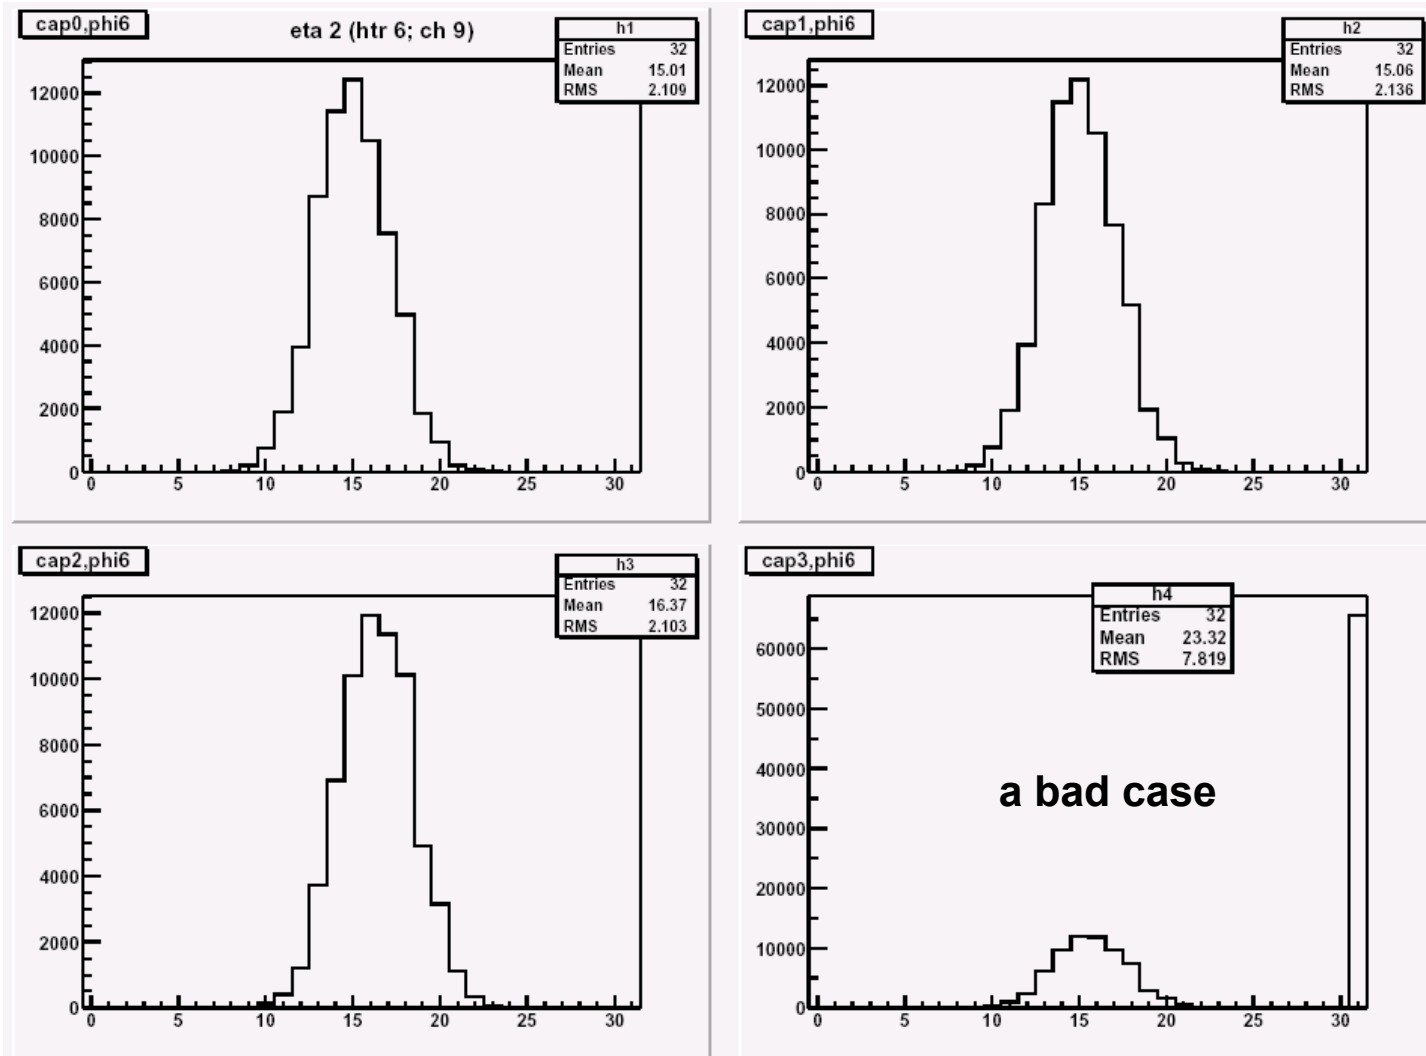 cap0,phi6
eta 2 (htr 6; ch 9)
h1
Entries 32
Mean 15.01
RMS 2.109
12000
10000
8000
6000
4000
2000
0
0 5 10 15 20 25 30
cap1,phi6
h2
Entries 32
Mean 15.06
RMS 2.136
12000
10000
8000
6000
4000
2000
0
0 5 10 15 20 25 30
cap2,phi6
h3
Entries 32
Mean 16.37
RMS 2.103
12000
10000
8000
6000
4000
2000
0
0 5 10 15 20 25 30
cap3,phi6
h4
Entries 32
Mean 23.32
RMS 7.819
60000
50000
40000
a bad case
30000
20000
10000
0
0 5 10 15 20 25 30